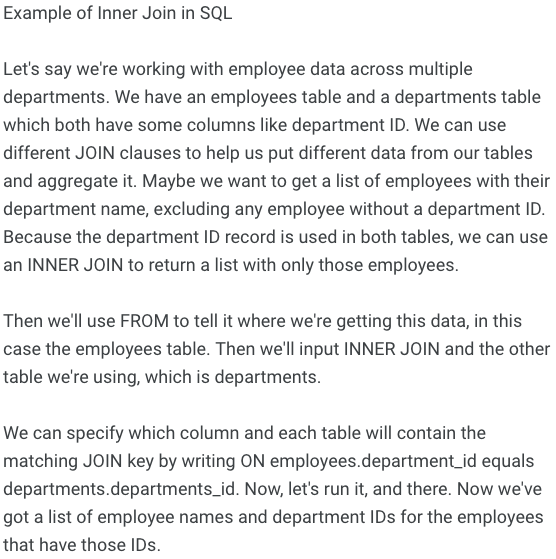 Example of Inner Join in SQL
Let's say we're working with employee data across multiple
departments. We have an employees table and a departments table
which both have some columns like department ID. We can use
different JOIN clauses to help us put different data from our tables
and aggregate it. Maybe we want to get a list of employees with their
department name, excluding any employee without a department ID.
Because the department ID record is used in both tables, we can use
an INNER JOIN to return a list with only those employees.
Then we'll use FROM to tell it where we're getting this data, in this
case the employees table. Then we'll input INNER JOIN and the other
table we're using, which is departments.
We can specify which column and each table will contain the
matching JOIN key by writing ON employees.department_id equals
departments.departments_id. Now, let's run it, and there. Now we've
got a list of employee names and department IDs for the employees
that have those IDs.